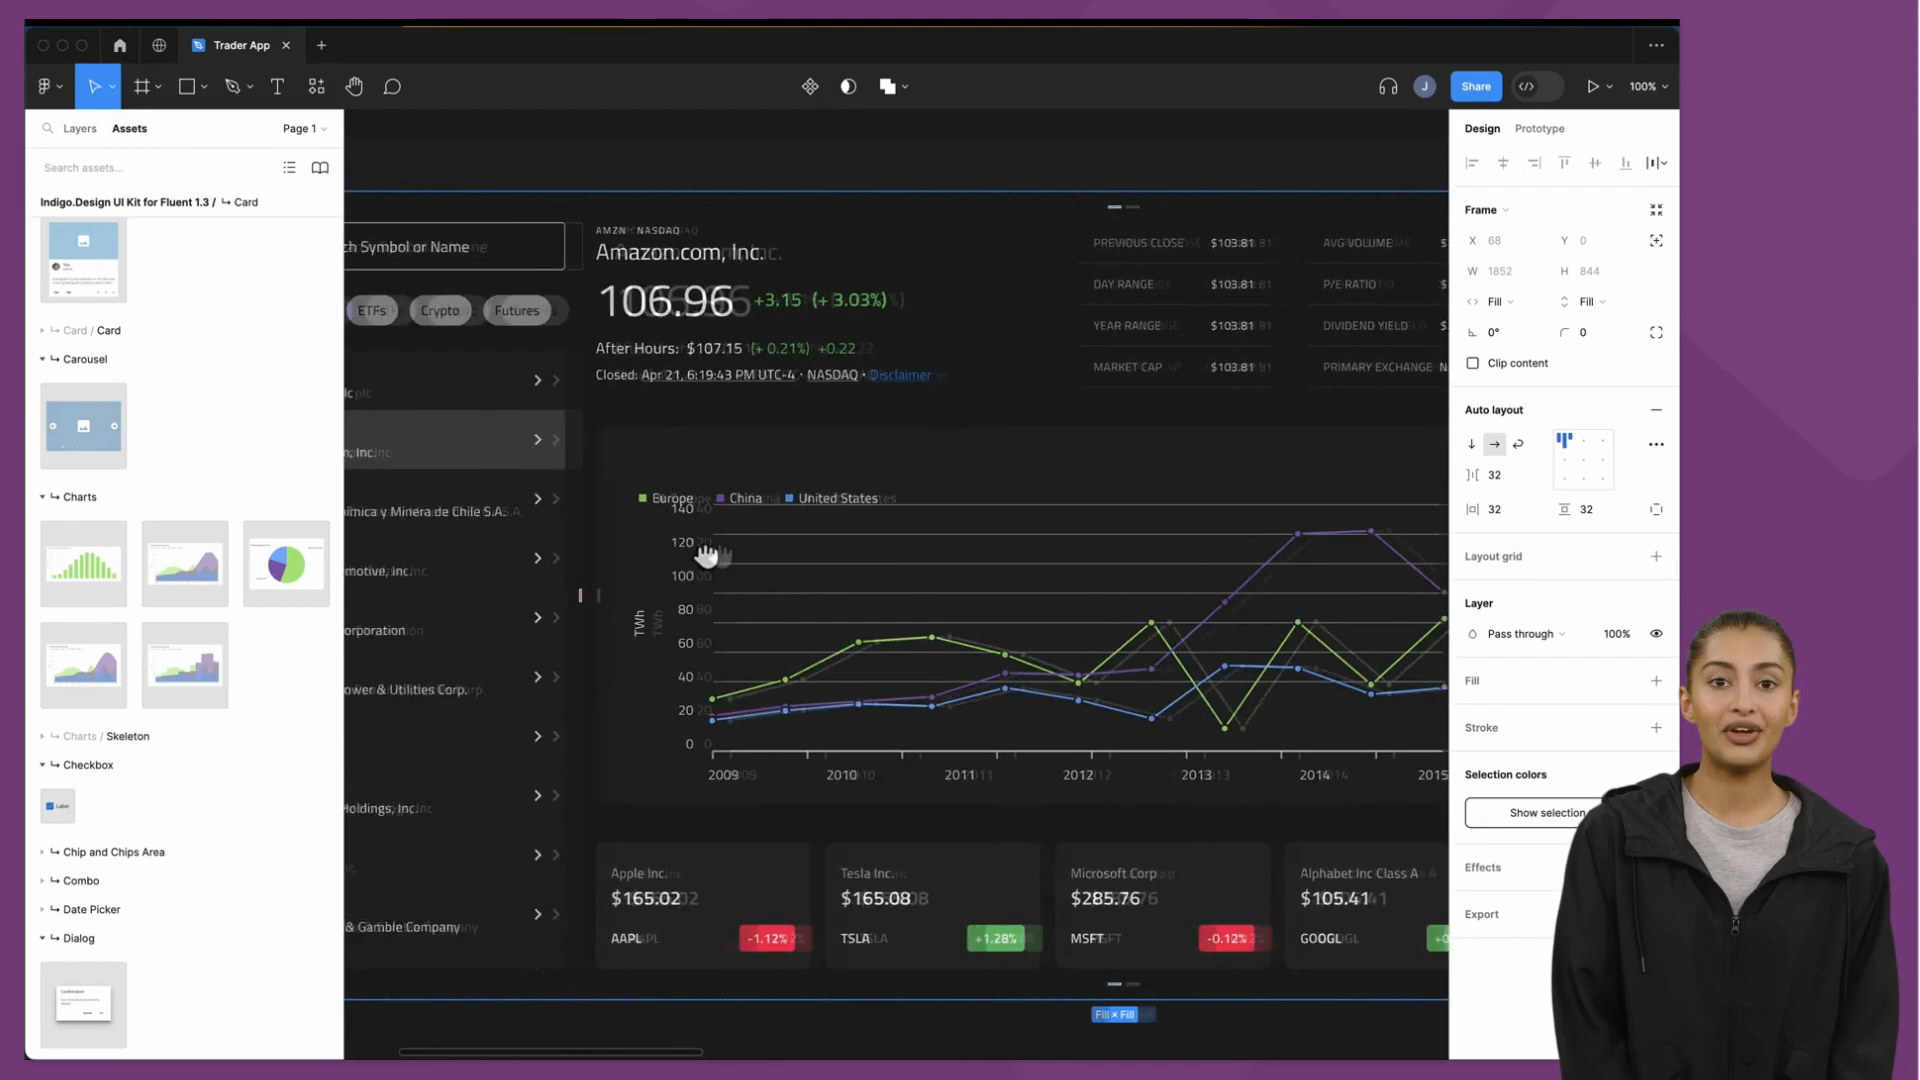 Trader App
J
Share
100%
Layers
Assets
Page 1
Search assets...
Indigo.Design UI Kit for Fluent 1.3 / Card
Card / Card
Carousel
Charts
Charts / Skeleton
Checkbox
Label
Chip and Chips Area
Combo
Date Picker
Dialog
Symbol or Name
ETFs
Crypto
Futures
Inc.
mica y Minera de Chile S.A.
motive, Inc.
orporation
ower & Utilities Corp.
Holdings, Inc.
& Gamble Company
AMZN NASDAQ
Amazon.com, Inc.
106.96
+3.15 (+ 3.03%)
After Hours: $107.15 (+ 0.21%) +0.22
Closed: Apr 21, 6:19:43 PM UTC-4 • NASDAQ • Disclaimer
PREVIOUS CLOSE $103.81
DAY RANGE $103.81
YEAR RANGE $103.81
MARKET CAP $103.81
AVG VOLUME
P/E RATIO
DIVIDEND YIELD
PRIMARY EXCHANGE
Europe
China
United States
TWh
140
120
100
80
60
40
20
0
2009
2010
2011
2012
2013
2014
2015
Apple Inc.
$165.02
AAPL
-1.12%
Tesla Inc.
$165.08
TSLA
+1.28%
Microsoft Corp
$285.76
MSFT
-0.12%
Alphabet Inc Class A
$105.41
GOOGL
Fill × Fill
Design
Prototype
Frame
X 68
Y 0
W 1852
H 844
Fill
Fill
0°
0
Clip content
Auto layout
32
32
32
Layout grid
Layer
Pass through
100%
Fill
Stroke
Selection colors
Show selection
Effects
Export